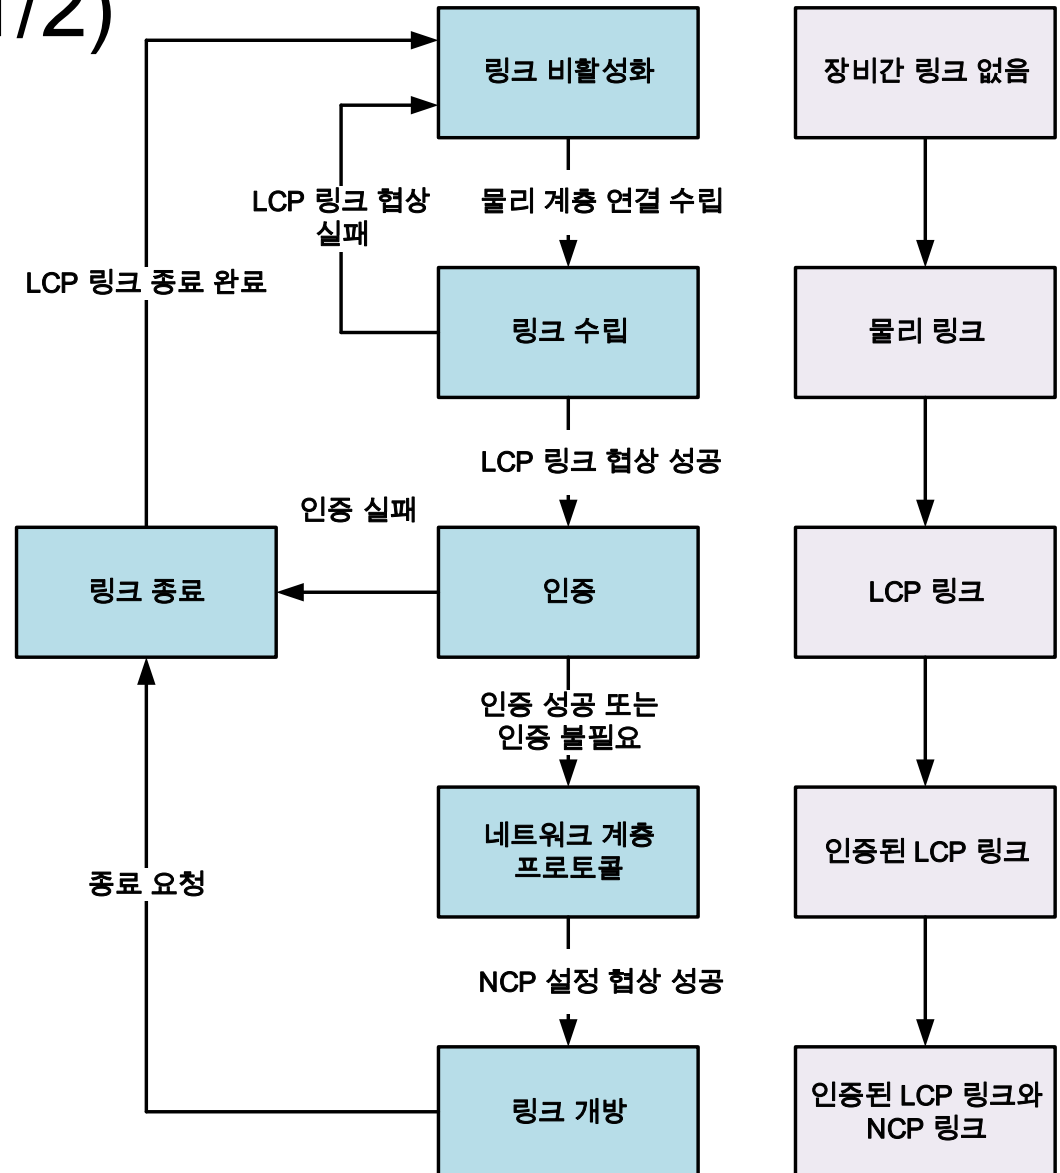 1/2)
링크 비활성화
장비간 링크 없음
LCP 링크 협상
실패
물리 계층 연결 수립
LCP 링크 종료 완료
링크 수립
물리 링크
LCP 링크 협상 성공
인증 실패
링크 종료
인증
LCP 링크
인증 성공 또는
인증 불필요
네트워크 계층
프로토콜
인증된 LCP 링크
종료 요청
NCP 설정 협상 성공
링크 개방
인증된 LCP 링크와
NCP 링크